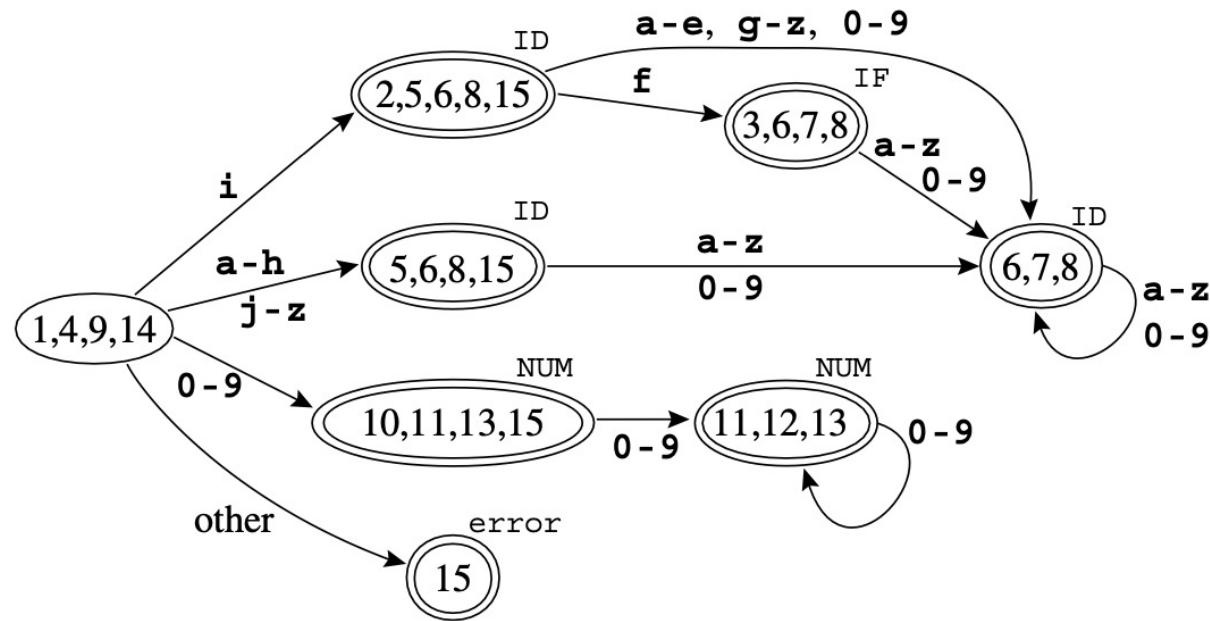 a-e, g-z, 0-9
ID
2,5,6,8,15
f
IF
3,6,7,8
a-z
0-9
i
ID
5,6,8,15
a-z
0-9
ID
6,7,8
a-z
0-9
a-h
j-z
1,4,9,14
0-9
NUM
10,11,13,15
0-9
NUM
11,12,13
0-9
other
error
15